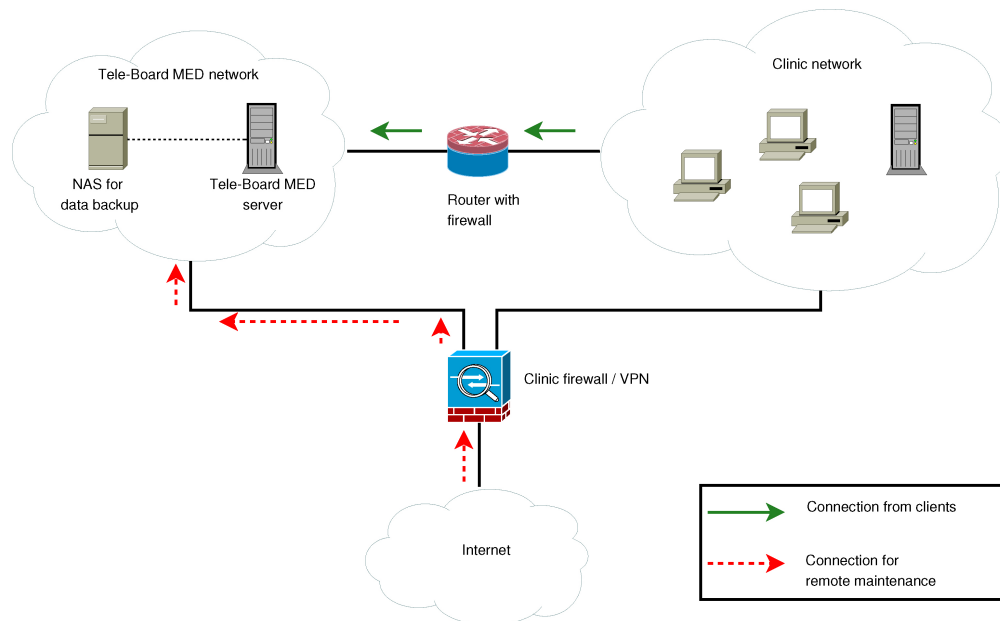 Tele-Board MED network
Clinic network
NAS for
data backup
Tele-Board MED
server
Router with
firewall
Clinic firewall / VPN
Internet
Connection from clients
Connection for
remote maintenance